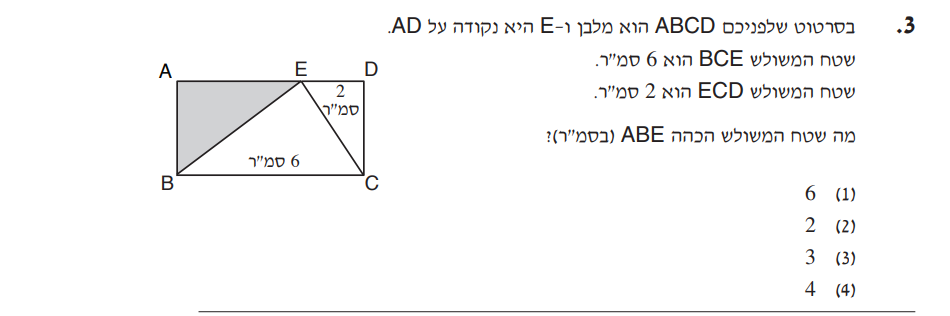 3. בסרטוט שלפניכם ABCD הוא מלבן ו-E היא נקודה על AD.
שטח המשולש BCE הוא 6 סמ"ר.
שטח המשולש ECD הוא 2 סמ"ר.
מה שטח המשולש הכהה ABE (בסמ"ר)?
A E D
2
סמ"ר
6 סמ"ר
B C
(1) 6
(2) 2
(3) 3
(4) 4